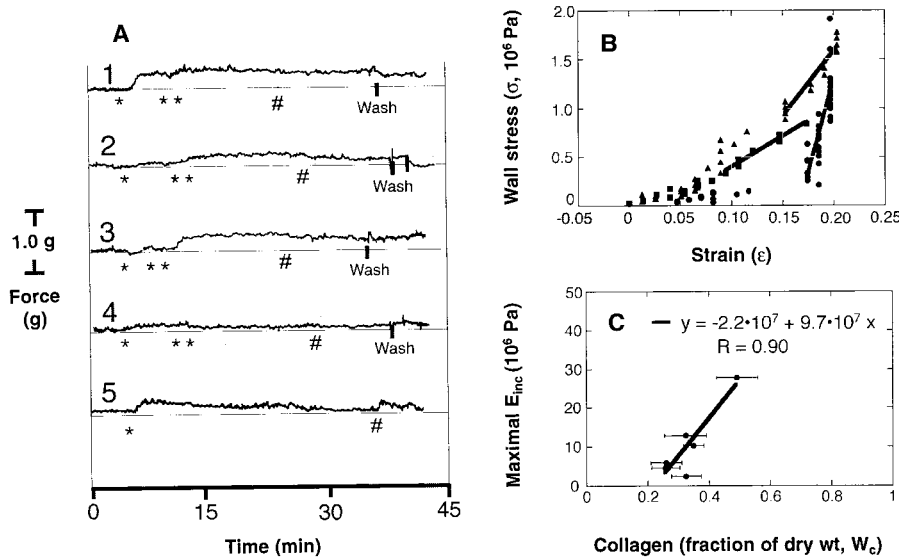 A
1
*
* *
#
Wash
2
*
* *
#
Wash
3
*
* *
#
Wash
4
*
* *
#
Wash
5
*
#
1.0 g
Force
(g)
0
15
30
45
Time (min)
B
Wall stress (σ, 10⁶ Pa)
2.0
1.5
1.0
0.5
0
-0.05
0
0.05
0.10
0.15
0.20
0.25
Strain (ε)
C
Maximal E_inc (10⁶ Pa)
50
40
30
20
10
0
y = -2.2•10⁷ + 9.7•10⁷ x
R = 0.90
0
0.2
0.4
0.6
0.8
1
Collagen (fraction of dry wt, W_c)